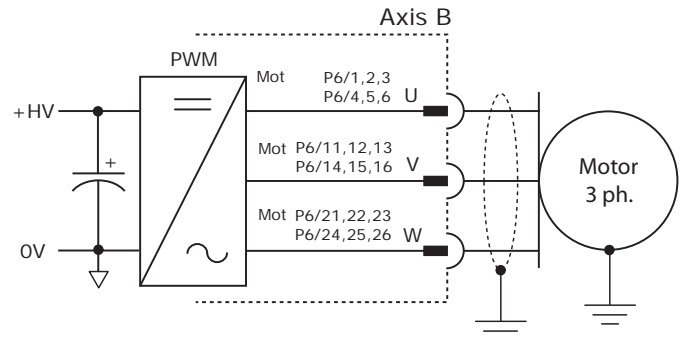 Axis B
PWM
Mot P6/1,2,3
P6/4,5,6 U
+HV
+
Mot P6/11,12,13
P6/14,15,16 V
Motor
3 ph.
Mot P6/21,22,23
P6/24,25,26 W
0V